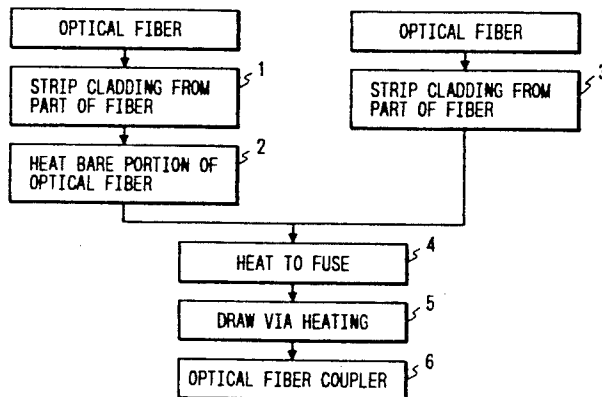 OPTICAL FIBER
1
STRIP CLADDING FROM
PART OF FIBER
2
HEAT BARE PORTION OF
OPTICAL FIBER
OPTICAL FIBER
3
STRIP CLADDING FROM
PART OF FIBER
4
HEAT TO FUSE
5
DRAW VIA HEATING
6
OPTICAL FIBER COUPLER